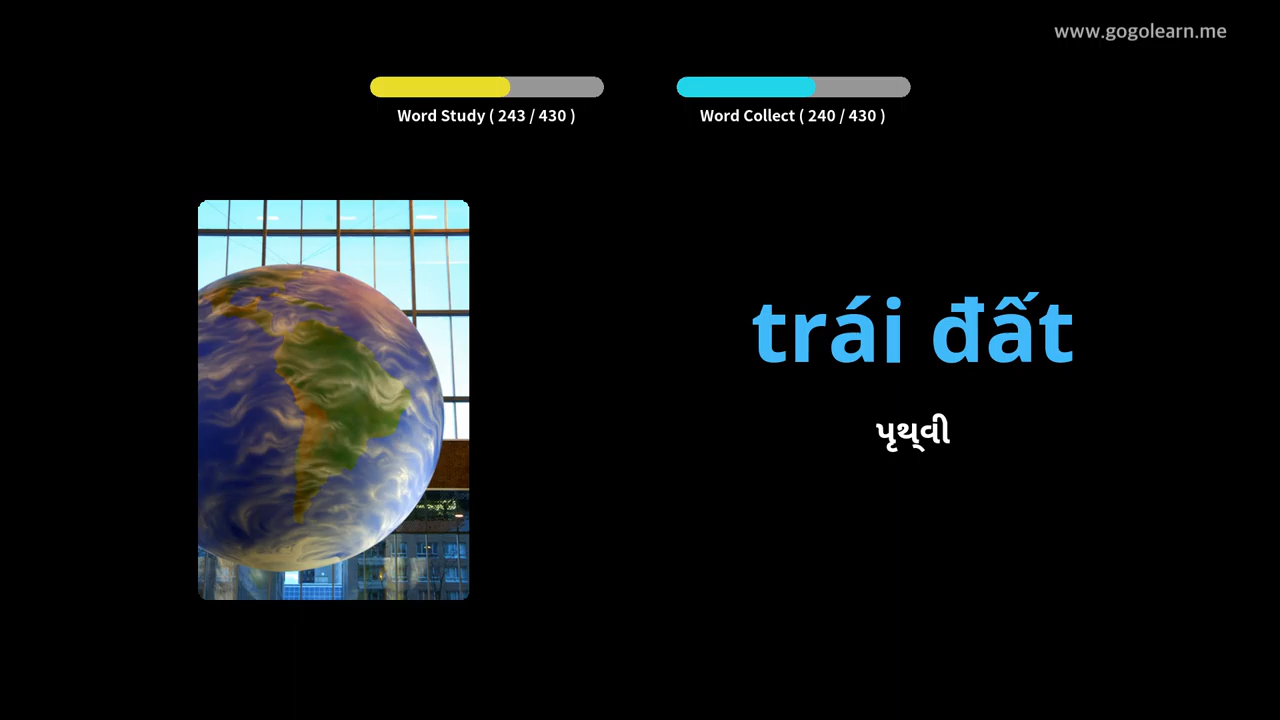 www.gogolearn.me
Word Study ( 243 / 430 )
Word Collect ( 240 / 430 )
trái đất
પૃથ્વી